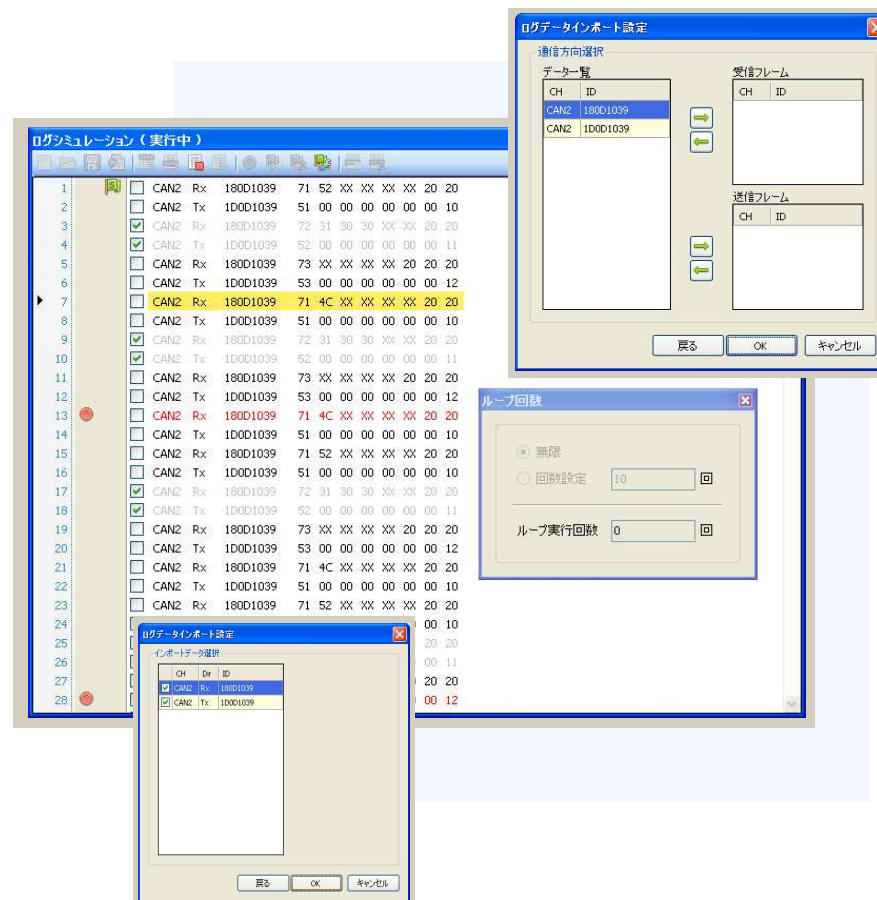 ログデータインポート設定
通信方向選択
データ一覧
CH ID
CAN2 180D1039
CAN2 1D0D1039
受信フレーム
CH ID
送信フレーム
CH ID
戻る OK キャンセル
ログシミュレーション ( 実行中 )
1 S CAN2 Rx 180D1039 71 52 XX XX XX XX 20 20
2 CAN2 Tx 1D0D1039 51 00 00 00 00 00 00 10
3 CAN2 Rx 180D1039 72 31 30 30 XX XX 20 20
4 CAN2 Tx 1D0D1039 52 00 00 00 00 00 00 11
5 CAN2 Rx 180D1039 73 XX XX XX XX 20 20 20
6 CAN2 Tx 1D0D1039 53 00 00 00 00 00 00 12
7 CAN2 Rx 180D1039 71 4C XX XX XX XX 20 20
8 CAN2 Tx 1D0D1039 51 00 00 00 00 00 00 10
9 CAN2 Rx 180D1039 72 31 30 30 XX XX 20 20
10 CAN2 Tx 1D0D1039 52 00 00 00 00 00 00 11
11 CAN2 Rx 180D1039 73 XX XX XX XX 20 20 20
12 CAN2 Tx 1D0D1039 53 00 00 00 00 00 00 12
13 CAN2 Rx 180D1039 71 4C XX XX XX XX 20 20
14 CAN2 Tx 1D0D1039 51 00 00 00 00 00 00 10
15 CAN2 Rx 180D1039 71 52 XX XX XX XX 20 20
16 CAN2 Tx 1D0D1039 51 00 00 00 00 00 00 10
17 CAN2 Rx 180D1039 72 31 30 30 XX XX 20 20
18 CAN2 Tx 1D0D1039 52 00 00 00 00 00 00 11
19 CAN2 Rx 180D1039 73 XX XX XX XX 20 20 20
20 CAN2 Tx 1D0D1039 53 00 00 00 00 00 00 12
21 CAN2 Rx 180D1039 71 4C XX XX XX XX 20 20
22 CAN2 Tx 1D0D1039 51 00 00 00 00 00 00 10
23 CAN2 Rx 180D1039 71 52 XX XX XX XX 20 20
24 00 10
25 20 20
26 00 11
27 20 20
28 00 12
ループ回数
無限
回数設定 10 回
ループ実行回数 0 回
ログデータインポート設定
インポートデータ選択
CH Dir ID
CAN2 Rx 180D1039
CAN2 Tx 1D0D1039
戻る OK キャンセル